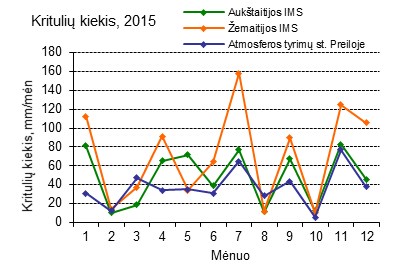 Kritulių kiekis, 2015
Aukštaitijos IMS
Žemaitijos IMS
Atmosferos tyrimų st. Preiloje
Kritulių kiekis, mm/mėn
180
160
140
120
100
80
60
40
20
0
1 2 3 4 5 6 7 8 9 10 11 12
Mėnuo